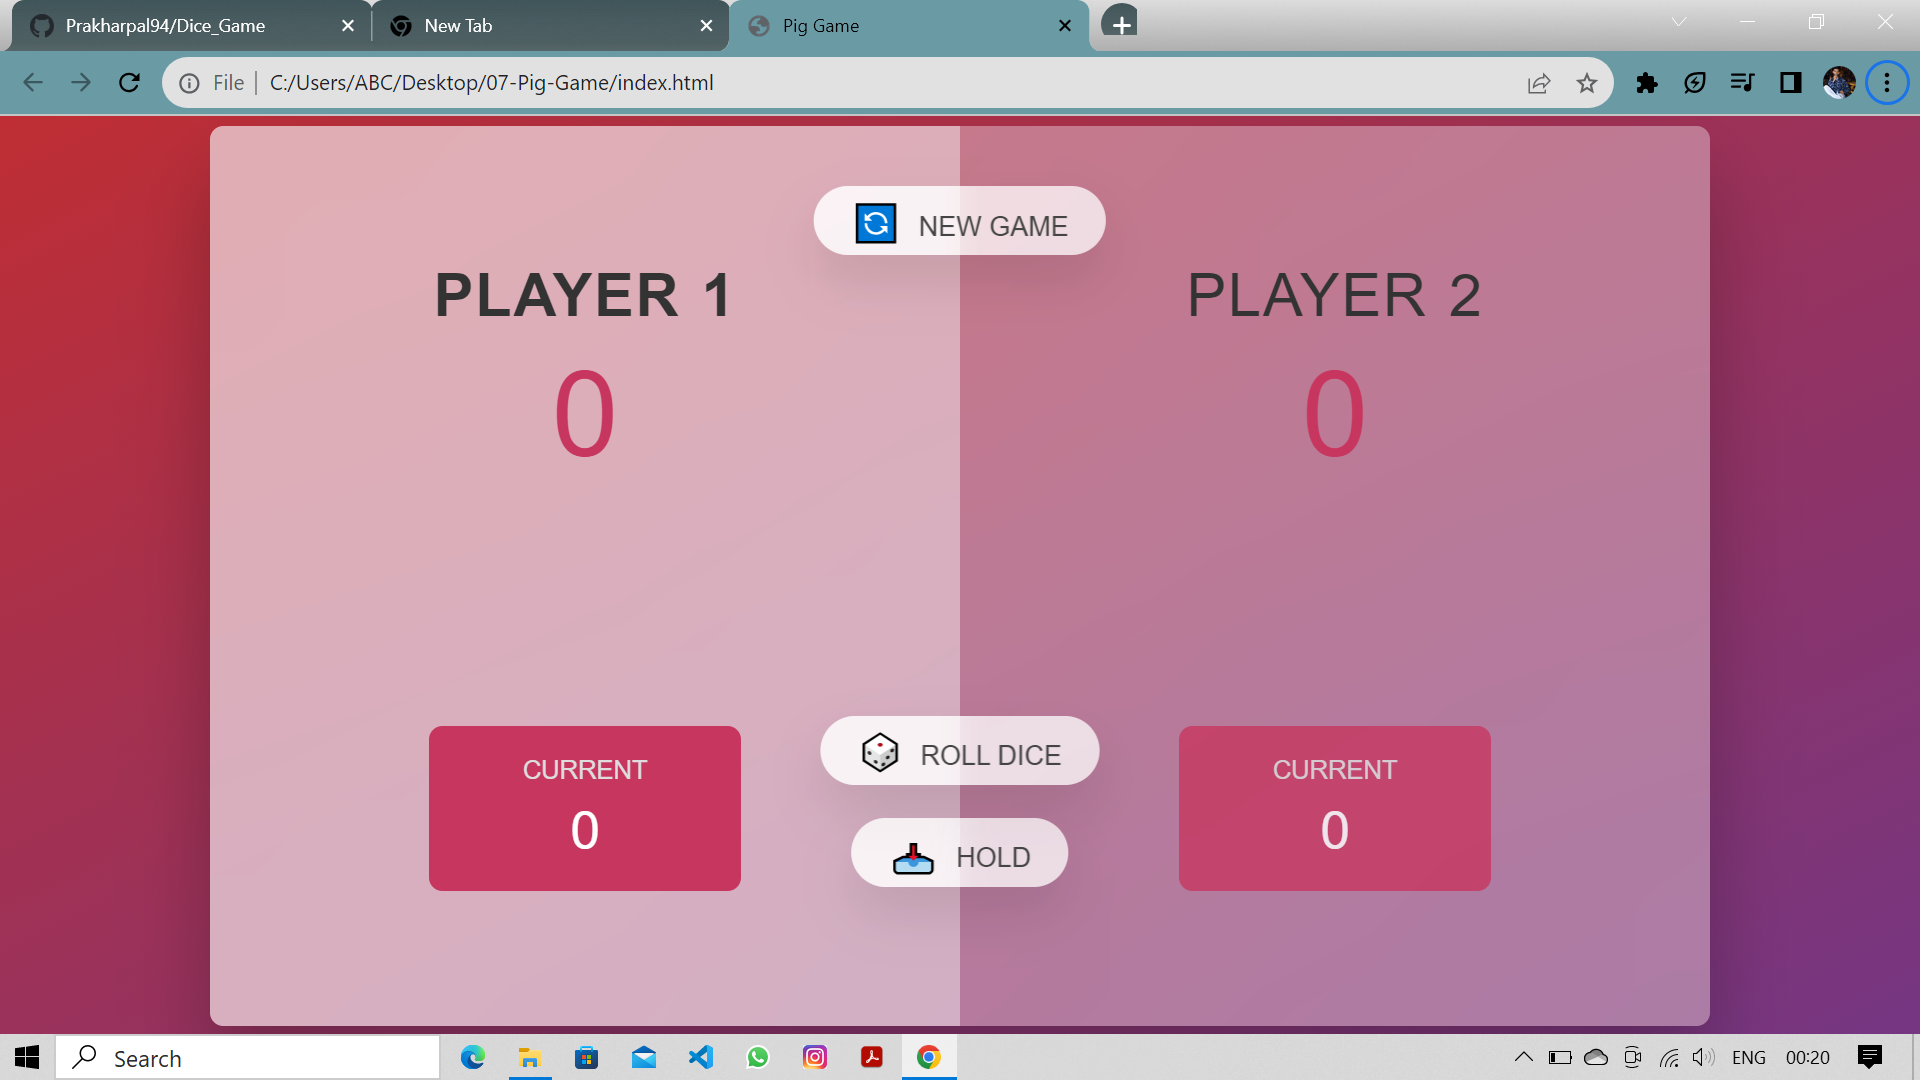 Prakharpal94/Dice_Game
New Tab
Pig Game
File
C:/Users/ABC/Desktop/07-Pig-Game/index.html
NEW GAME
PLAYER 1
PLAYER 2
0
0
ROLL DICE
CURRENT
CURRENT
0
0
HOLD
Search
ENG
00:20